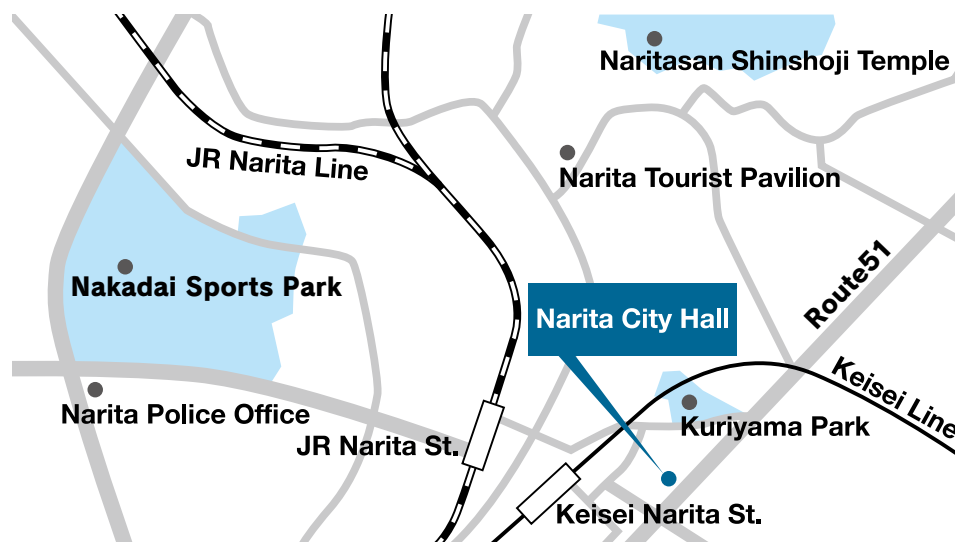 Naritasan Shinshoji Temple
JR Narita Line
Narita Tourist Pavilion
Nakadai Sports Park
Route51
Narita City Hall
Keisei Line
Narita Police Office
Kuriyama Park
JR Narita St.
Keisei Narita St.